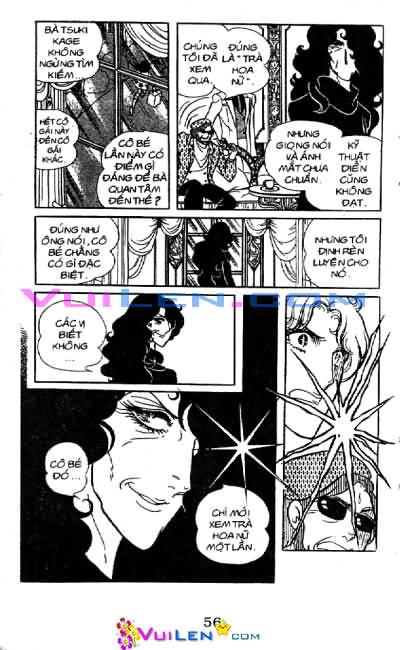 BÀ TSUKI
KAGE
KHÔNG
NGỪNG TÌM
KIẾM...
HẾT CÔ
GÁI NÀY
ĐẾN CÔ
GÁI
KHÁC.
CÔ BÉ
LẦN NÀY CÓ
ĐIỂM GÌ
ĐÁNG ĐỂ BÀ
QUAN TÂM
ĐẾN THẾ?
CHÚNG
TÔI ĐÃ
XEM
QUA.
ĐÚNG
LÀ "TRÀ
HOA
NỮ".
NHƯNG
GIỌNG NÓI
VÀ ÁNH
MẮT CHƯA
CHUẨN.
KỸ
THUẬT
DIỄN
CŨNG
KHÔNG
ĐẠT.
ĐÚNG NHƯ
ÔNG NÓI, CÔ
BÉ CHẲNG
CÓ GÌ ĐẶC
BIỆT.
NHƯNG TÔI
ĐỊNH RÈN
LUYỆN CHO
NÓ.
VUILEN.COM
CÁC VỊ
BIẾT
KHÔNG
...
CÔ BÉ
ĐÓ...
CHỈ MỚI
XEM TRÀ
HOA NỮ
MỘT LẦN.
56
VUILEN.COM